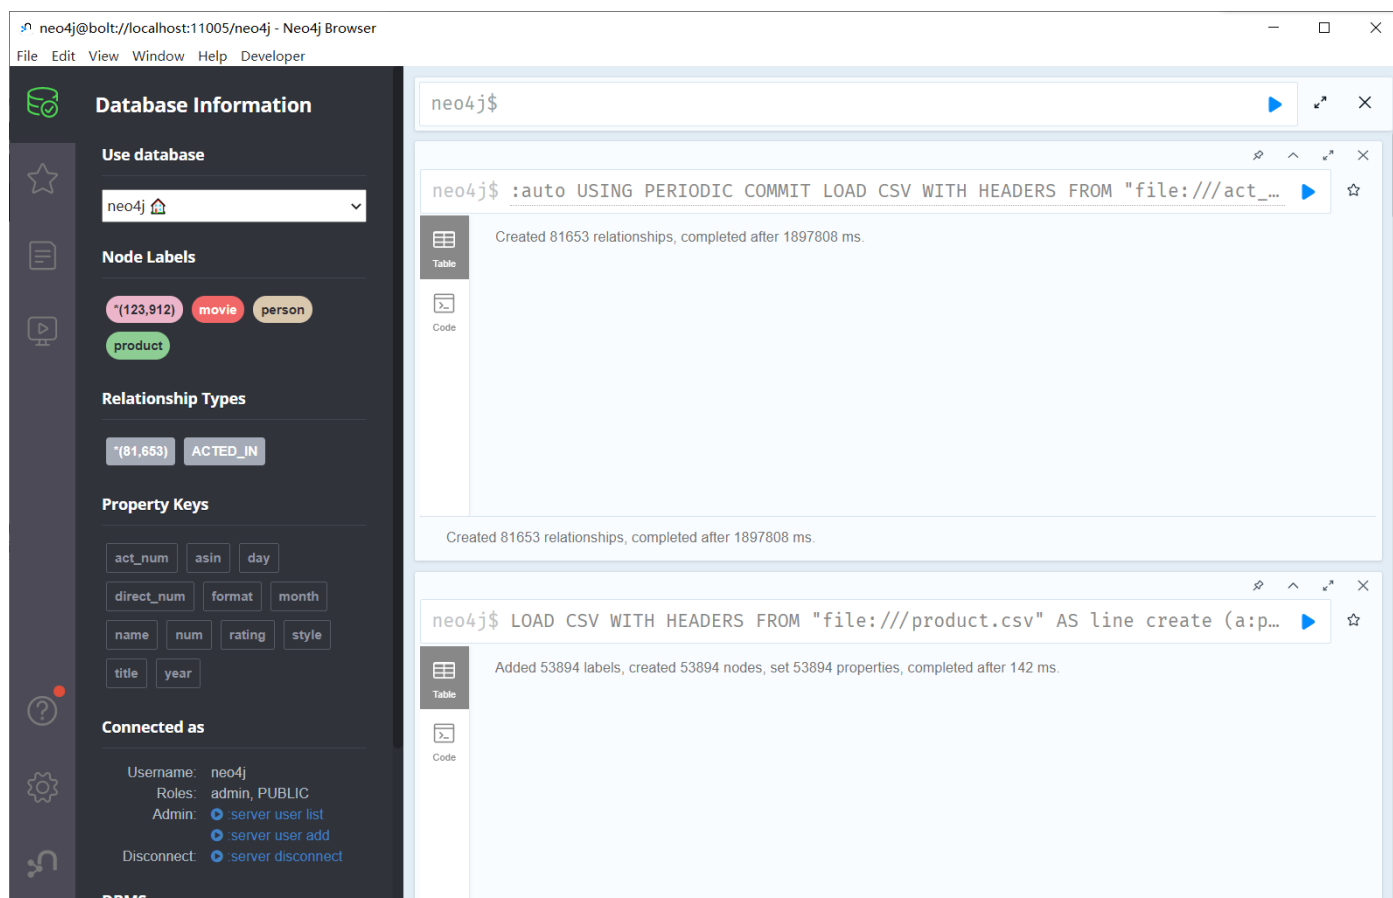 neo4j@bolt://localhost:11005/neo4j - Neo4j Browser
File Edit View Window Help Developer
Database Information
Use database
neo4j
Node Labels
*(123,912) movie person
product
Relationship Types
*(81,653) ACTED_IN
Property Keys
act_num asin day
direct_num format month
name num rating style
title year
Connected as
Username: neo4j
Roles: admin, PUBLIC
Admin: :server user list
:server user add
Disconnect: :server disconnect
DBMS
neo4j$
neo4j$ :auto USING PERIODIC COMMIT LOAD CSV WITH HEADERS FROM "file:///act_…
Table
Code
Created 81653 relationships, completed after 1897808 ms.
Created 81653 relationships, completed after 1897808 ms.
neo4j$ LOAD CSV WITH HEADERS FROM "file:///product.csv" AS line create (a:p…
Table
Code
Added 53894 labels, created 53894 nodes, set 53894 properties, completed after 142 ms.